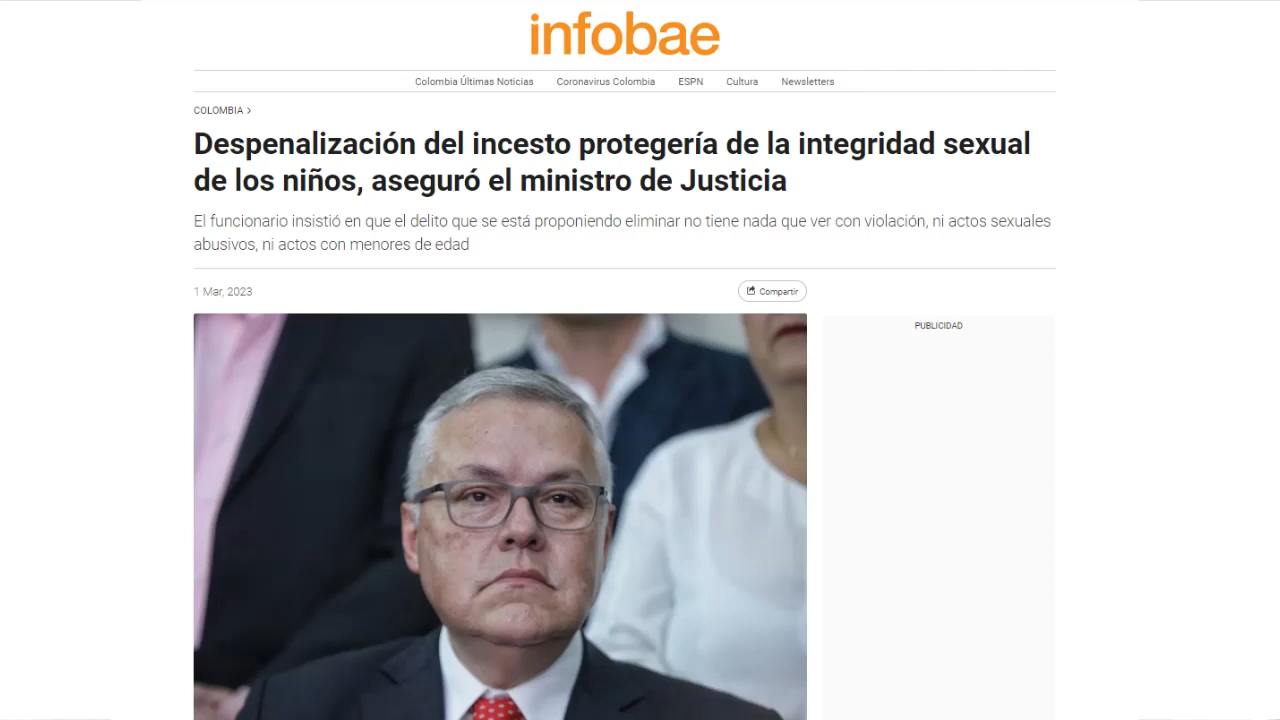 infobae
Colombia Últimas Noticias Coronavirus Colombia ESPN Cultura Newsletters
COLOMBIA >
Despenalización del incesto protegería de la integridad sexual
de los niños, aseguró el ministro de Justicia
El funcionario insistió en que el delito que se está proponiendo eliminar no tiene nada que ver con violación, ni actos sexuales
abusivos, ni actos con menores de edad
1 Mar, 2023
Compartir
PUBLICIDAD